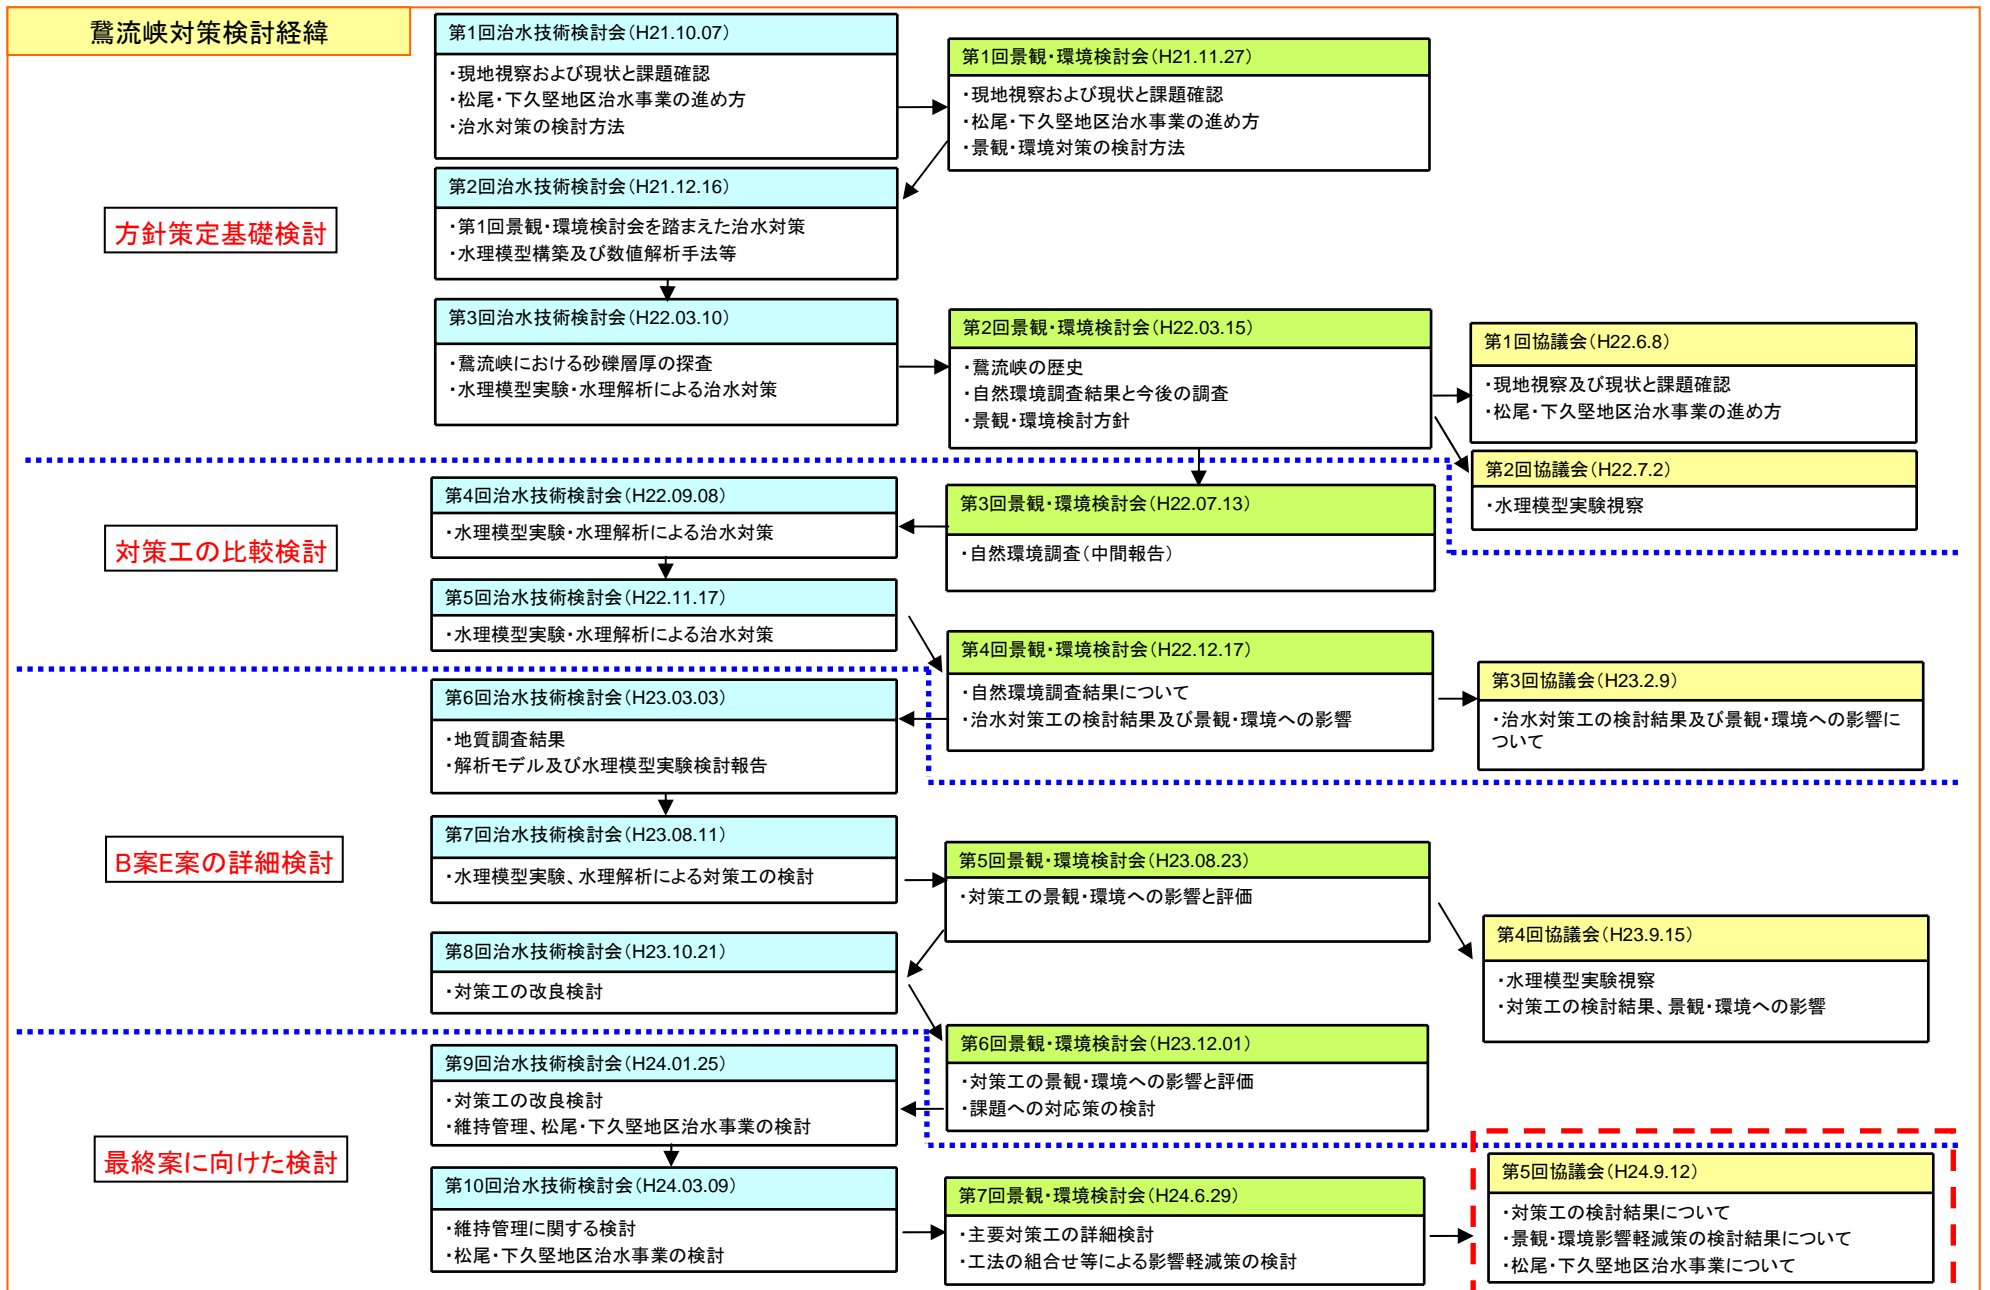 鵞流峡対策検討経緯
第1回治水技術検討会(H21.10.07)
・現地視察および現状と課題確認
・松尾・下久堅地区治水事業の進め方
・治水対策の検討方法
第1回景観・環境検討会(H21.11.27)
・現地視察および現状と課題確認
・松尾・下久堅地区治水事業の進め方
・景観・環境対策の検討方法
方針策定基礎検討
第2回治水技術検討会(H21.12.16)
・第1回景観・環境検討会を踏まえた治水対策
・水理模型構築及び数値解析手法等
第3回治水技術検討会(H22.03.10)
・鵞流峡における砂礫層厚の探査
・水理模型実験・水理解析による治水対策
第2回景観・環境検討会(H22.03.15)
・鵞流峡の歴史
・自然環境調査結果と今後の調査
・景観・環境検討方針
第1回協議会(H22.6.8)
・現地視察及び現状と課題確認
・松尾・下久堅地区治水事業の進め方
第2回協議会(H22.7.2)
・水理模型実験視察
対策工の比較検討
第4回治水技術検討会(H22.09.08)
・水理模型実験・水理解析による治水対策
第3回景観・環境検討会(H22.07.13)
・自然環境調査(中間報告)
第5回治水技術検討会(H22.11.17)
・水理模型実験・水理解析による治水対策
第4回景観・環境検討会(H22.12.17)
・自然環境調査結果について
・治水対策工の検討結果及び景観・環境への影響
第3回協議会(H23.2.9)
・治水対策工の検討結果及び景観・環境への影響に
ついて
第6回治水技術検討会(H23.03.03)
・地質調査結果
・解析モデル及び水理模型実験検討報告
B案E案の詳細検討
第7回治水技術検討会(H23.08.11)
・水理模型実験、水理解析による対策工の検討
第5回景観・環境検討会(H23.08.23)
・対策工の景観・環境への影響と評価
第4回協議会(H23.9.15)
・水理模型実験視察
・対策工の検討結果、景観・環境への影響
第8回治水技術検討会(H23.10.21)
・対策工の改良検討
第6回景観・環境検討会(H23.12.01)
・対策工の景観・環境への影響と評価
・課題への対応策の検討
第9回治水技術検討会(H24.01.25)
・対策工の改良検討
・維持管理、松尾・下久堅地区治水事業の検討
最終案に向けた検討
第10回治水技術検討会(H24.03.09)
・維持管理に関する検討
・松尾・下久堅地区治水事業の検討
第7回景観・環境検討会(H24.6.29)
・主要対策工の詳細検討
・工法の組合せ等による影響軽減策の検討
第5回協議会(H24.9.12)
・対策工の検討結果について
・景観・環境影響軽減策の検討結果について
・松尾・下久堅地区治水事業について